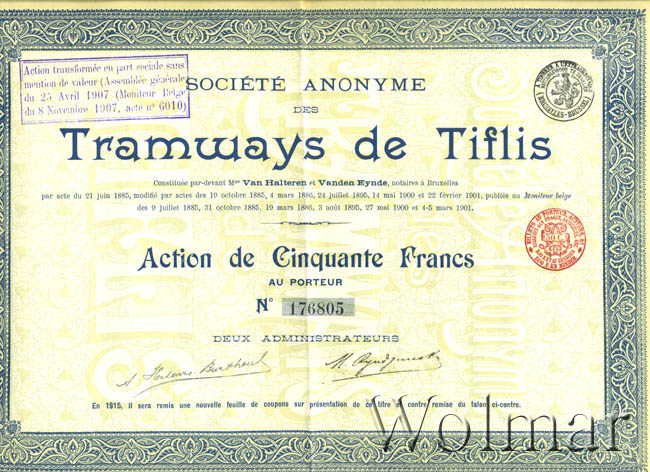 Action transformée en part sociale sans
mention de valeur (Assemblée générale
du 25 Avril 1907 (Moniteur Belge
du 8 Novembre 1907, acte nº 6010)
SOCIÉTÉ ANONYME
DES
Tramways de Tiflis
Constituée par-devant Mes Van Halteren et Vanden Eynde, notaires à Bruxelles
par acte du 21 juin 1885, modifié par actes des 19 octobre 1885, 4 mars 1886, 24 juillet 1895, 14 mai 1900 et 22 février 1901, publiés au Moniteur belge
des 9 juillet 1885, 31 octobre 1885, 19 mars 1886, 3 août 1895, 27 mai 1900 et 4-5 mars 1901.
Action de Cinquante Francs
AU PORTEUR
Nº 176805
DEUX ADMINISTRATEURS
En 1915, il sera remis une nouvelle feuille de coupons sur présentation de ce titre et contre remise du talon ci-contre.
Wolmar